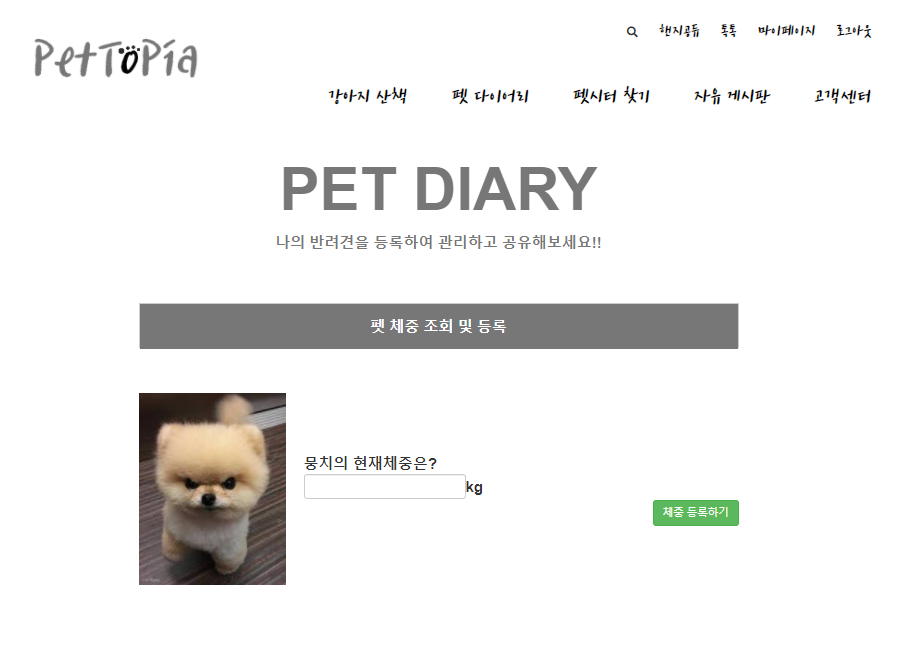 핸지공듀 톡톡 마이페이지 로그아웃
PetToPia
강아지 산책 펫 다이어리 펫시터 찾기 자유 게시판 고객센터
PET DIARY
나의 반려견을 등록하여 관리하고 공유해보세요!!
펫 체중 조회 및 등록
뭉치의 현재체중은?
kg
체중 등록하기